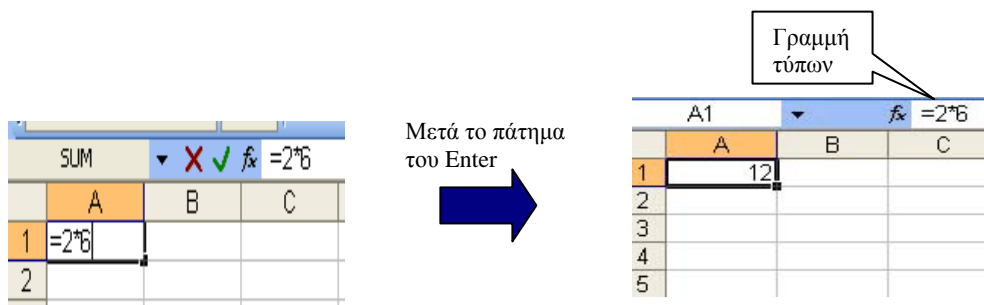 Γραμμή
τύπων
Μετά το πάτημα
του Enter
SUM fx =2*6
A B C
1 =2*6
2
A1 fx =2*6
A B C
1 12
2
3
4
5